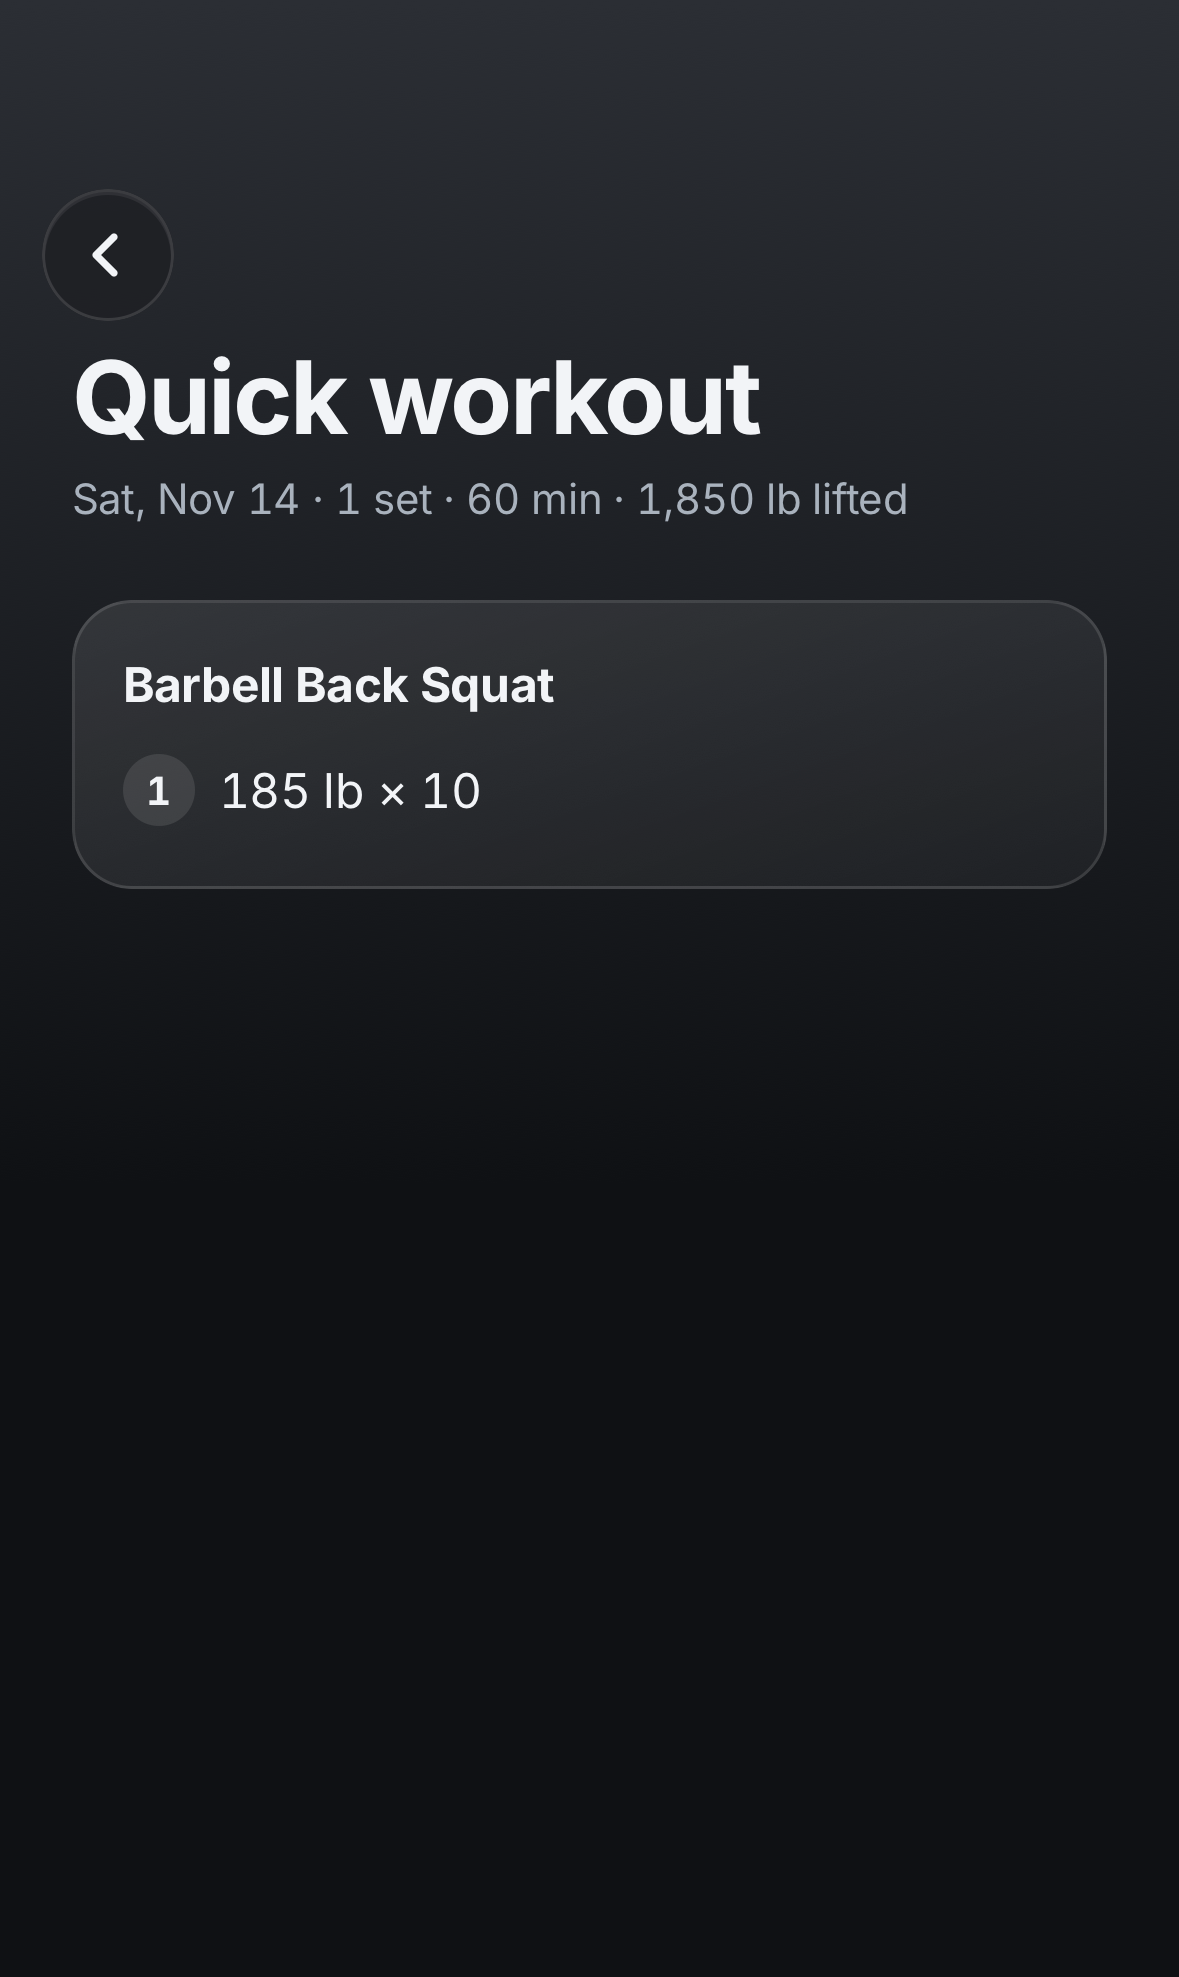 Quick workout
Sat, Nov 14 · 1 set · 60 min · 1,850 lb lifted
Barbell Back Squat
1 185 lb × 10